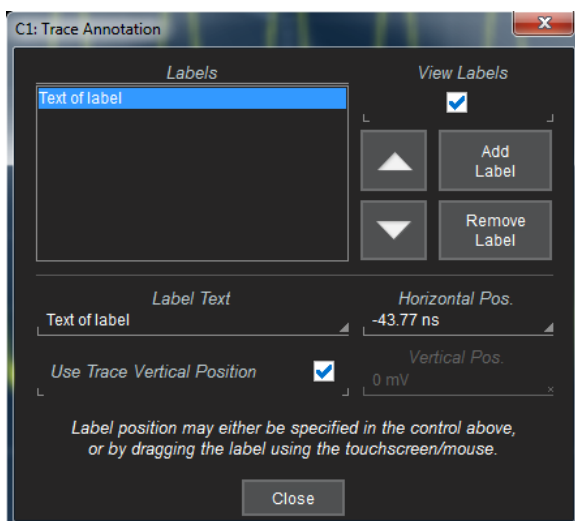 C1: Trace Annotation
Labels
View Labels
Text of label
Add
Label
Remove
Label
Label Text
Horizontal Pos.
Text of label
-43.77 ns
Use Trace Vertical Position
Vertical Pos.
0 mV
Label position may either be specified in the control above,
or by dragging the label using the touchscreen/mouse.
Close